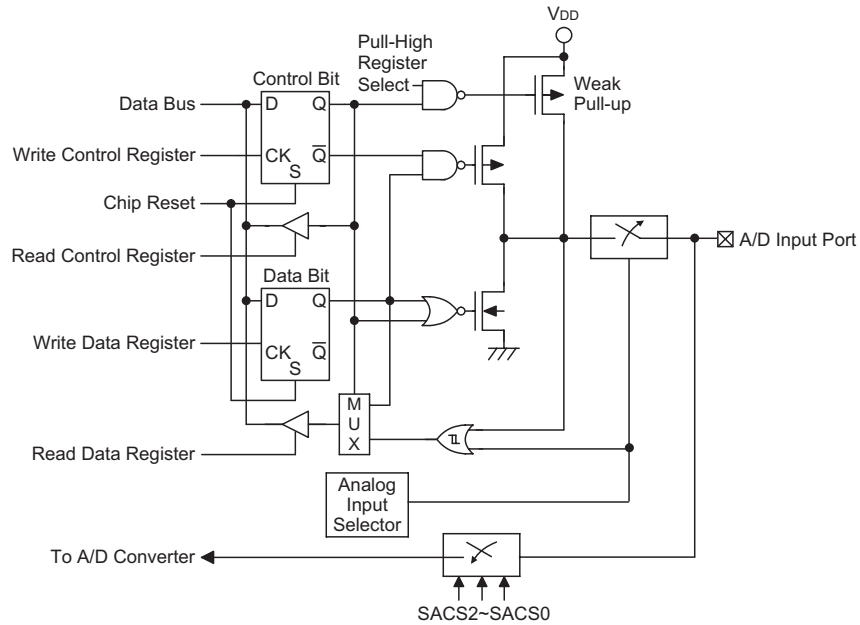 VDD
Pull-High
Register
Select
Weak
Pull-up
Control Bit
Data Bus
D
Q
Write Control Register
CK
Q
S
Chip Reset
Read Control Register
A/D Input Port
Data Bit
D
Q
Write Data Register
CK
Q
S
M
U
X
Read Data Register
Analog
Input
Selector
To A/D Converter
SACS2~SACS0